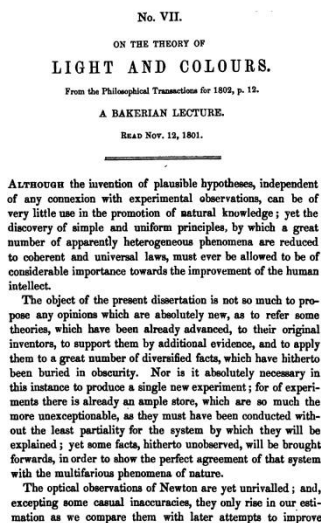 No. VII.
ON THE THEORY OF
LIGHT AND COLOURS.
From the Philosophical Transactions for 1802, p. 12.
A BAKERIAN LECTURE.
READ NOV. 12, 1801.
ALTHOUGH the invention of plausible hypotheses, independent
of any connexion with experimental observations, can be of
very little use in the promotion of natural knowledge; yet the
discovery of simple and uniform principles, by which a great
number of apparently heterogeneous phenomena are reduced
to coherent and universal laws, must ever be allowed to be of
considerable importance towards the improvement of the human
intellect.
The object of the present dissertation is not so much to pro-
pose any opinions which are absolutely new, as to refer some
theories, which have been already advanced, to their original
inventors, to support them by additional evidence, and to apply
them to a great number of diversified facts, which have hitherto
been buried in obscurity. Nor is it absolutely necessary in
this instance to produce a single new experiment; for of experi-
ments there is already an ample store, which are so much the
more unexceptionable, as they must have been conducted with-
out the least partiality for the system by which they will be
explained; yet some facts, hitherto unobserved, will be brought
forwards, in order to show the perfect agreement of that system
with the multifarious phenomena of nature.
The optical observations of Newton are yet unrivalled; and,
excepting some casual inaccuracies, they only rise in our esti-
mation as we compare them with later attempts to improve